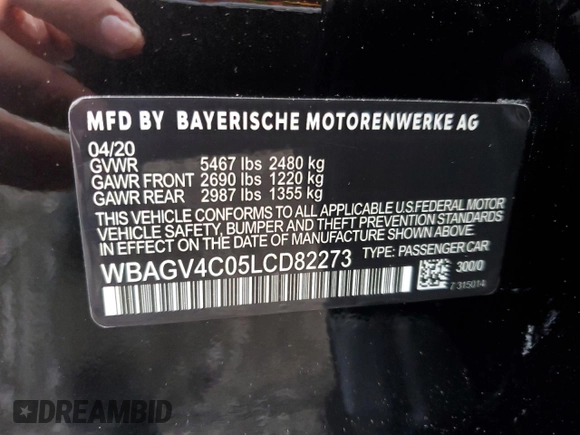 MFD BY BAYERISCHE MOTORENWERKE AG
04/20
GVWR 5467 lbs 2480 kg
GAWR FRONT 2690 lbs 1220 kg
GAWR REAR 2987 lbs 1355 kg
THIS VEHICLE CONFORMS TO ALL APPLICABLE U.S.FEDERAL MOTOR
VEHICLE SAFETY, BUMPER AND THEFT PREVENTION STANDARDS
IN EFFECT ON THE DATE OF MANUFACTURE SHOWN ABOVE.
WBAGV4C05LCD82273 TYPE: PASSENGER CAR
300/0
7 315014
DREAMBID